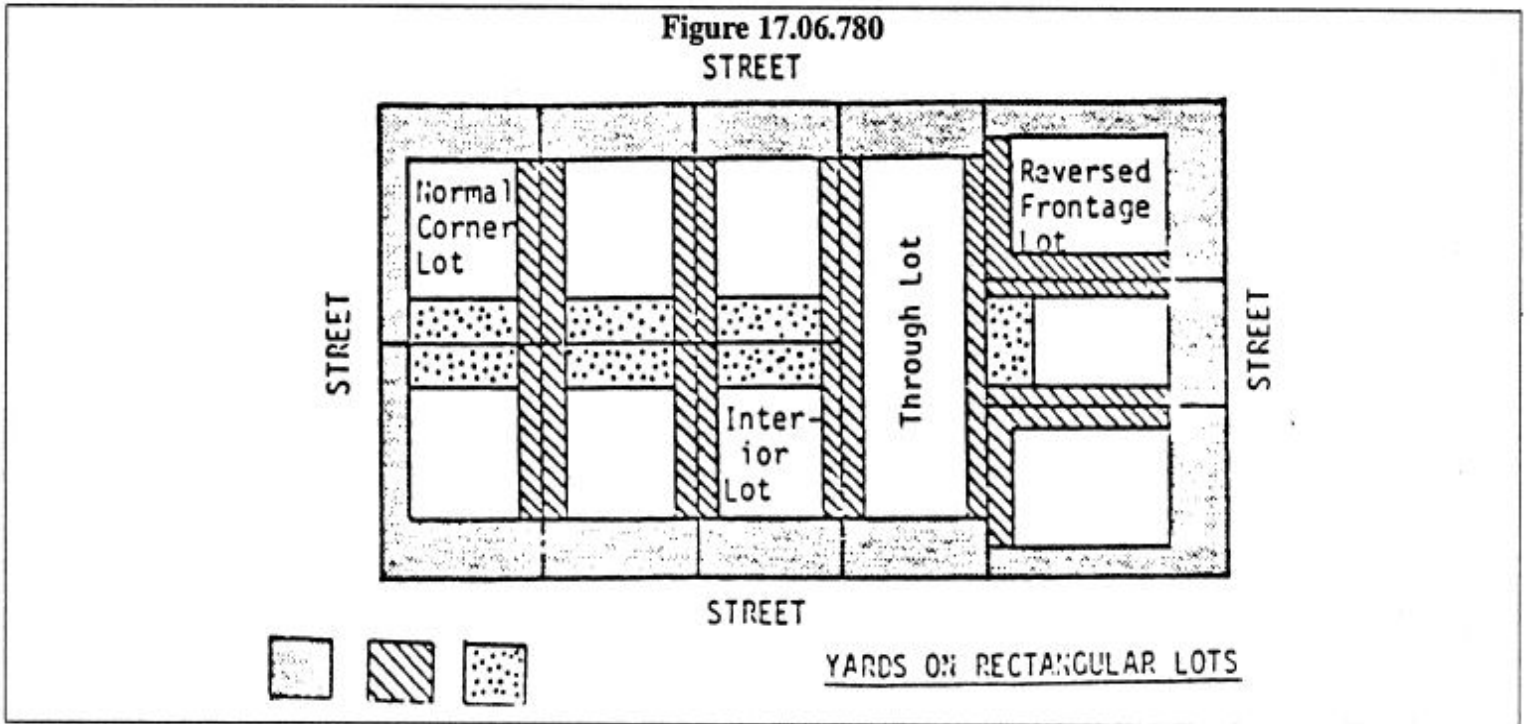 Figure 17.06.780
STREET
Normal
Corner
Lot
Reversed
Frontage
Lot
STREET
Through Lot
STREET
Inter-
ior
Lot
STREET
YARDS ON RECTANGULAR LOTS